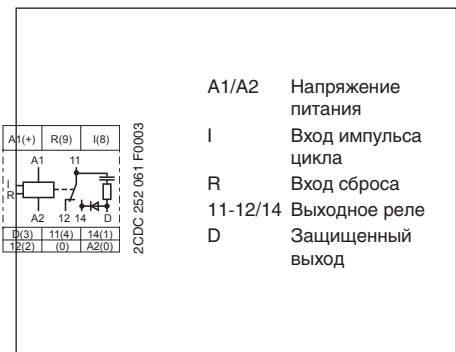 A1(+) R(9) I(8)
A1 11
I
R
A2 12 14 D
D(3) 11(4) 14(1)
12(2) (0) A2(0)
2CDC 252 061 F0003
A1/A2 Напряжение
питания
I Вход импульса
цикла
R Вход сброса
11-12/14 Выходное реле
D Защищенный
выход